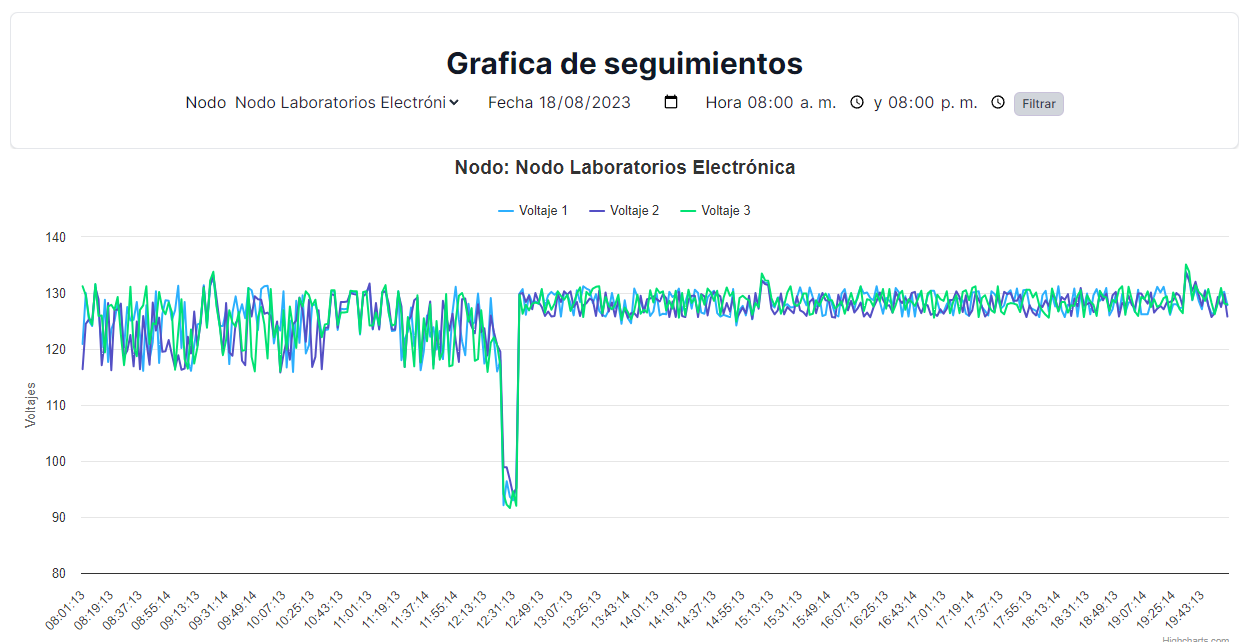 Grafica de seguimientos
Nodo Nodo Laboratorios Electróni Fecha 18/08/2023 Hora 08:00 a. m. y 08:00 p. m. Filtrar
Nodo: Nodo Laboratorios Electrónica
Voltaje 1 Voltaje 2 Voltaje 3
Voltajes
140
130
120
110
100
90
80
08:01:13 08:19:13 08:37:13 08:55:14 09:13:13 09:31:14 09:49:14 10:07:13 10:25:13 10:43:13 11:01:13 11:19:13 11:37:14 11:55:14 12:13:13 12:31:13 12:49:13 13:07:13 13:25:13 13:43:14 14:01:13 14:19:13 14:37:13 14:55:13 15:13:13 15:31:13 15:49:14 16:07:13 16:25:13 16:43:14 17:01:13 17:19:14 17:37:13 17:55:13 18:13:14 18:31:13 18:49:13 19:07:14 19:25:14 19:43:13
Highcharts.com